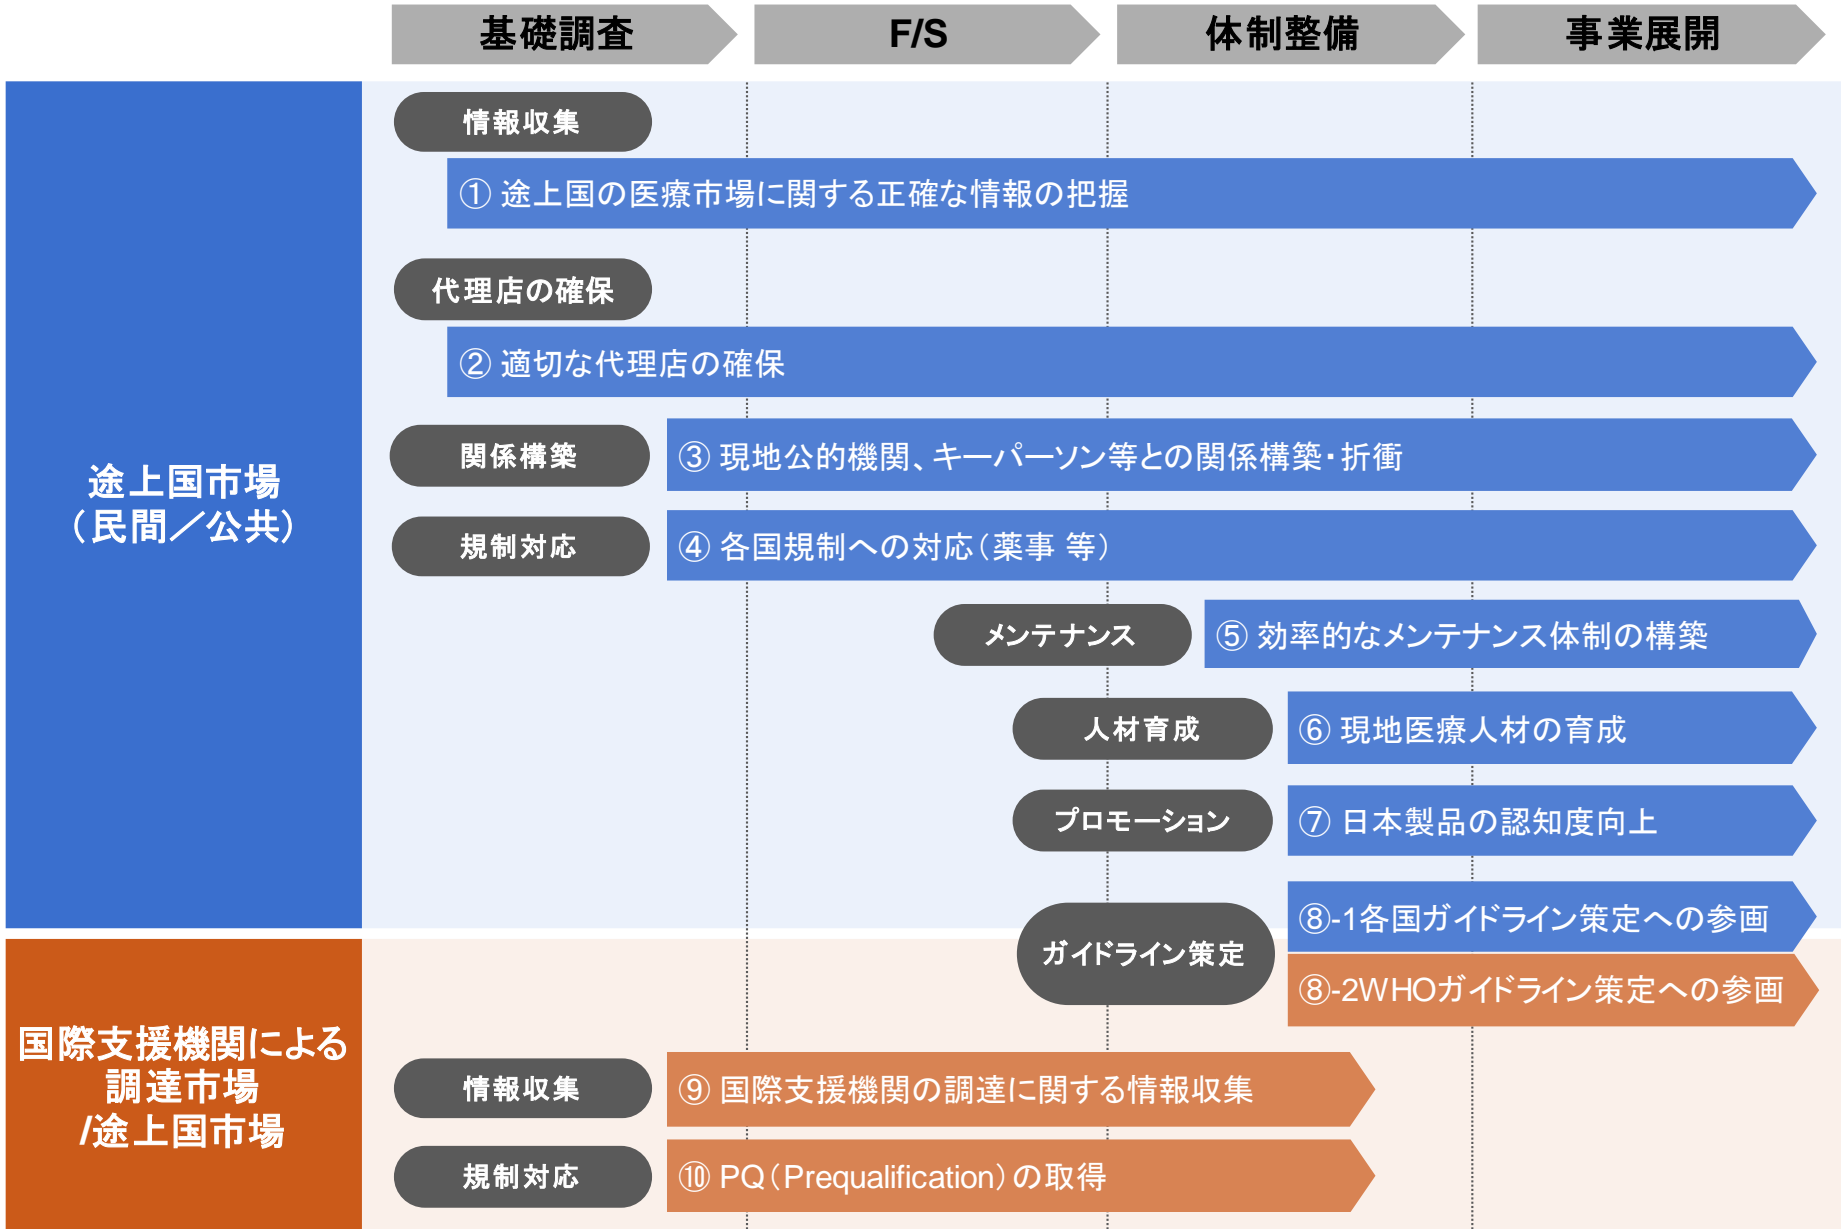 基礎調査
F/S
体制整備
事業展開
途上国市場
（民間／公共）
情報収集
① 途上国の医療市場に関する正確な情報の把握
代理店の確保
② 適切な代理店の確保
関係構築
③ 現地公的機関、キーパーソン等との関係構築・折衝
規制対応
④ 各国規制への対応（薬事 等）
メンテナンス
⑤ 効率的なメンテナンス体制の構築
人材育成
⑥ 現地医療人材の育成
プロモーション
⑦ 日本製品の認知度向上
ガイドライン策定
⑧-1各国ガイドライン策定への参画
⑧-2WHOガイドライン策定への参画
国際支援機関による
調達市場
/途上国市場
情報収集
⑨ 国際支援機関の調達に関する情報収集
規制対応
⑩ PQ（Prequalification）の取得